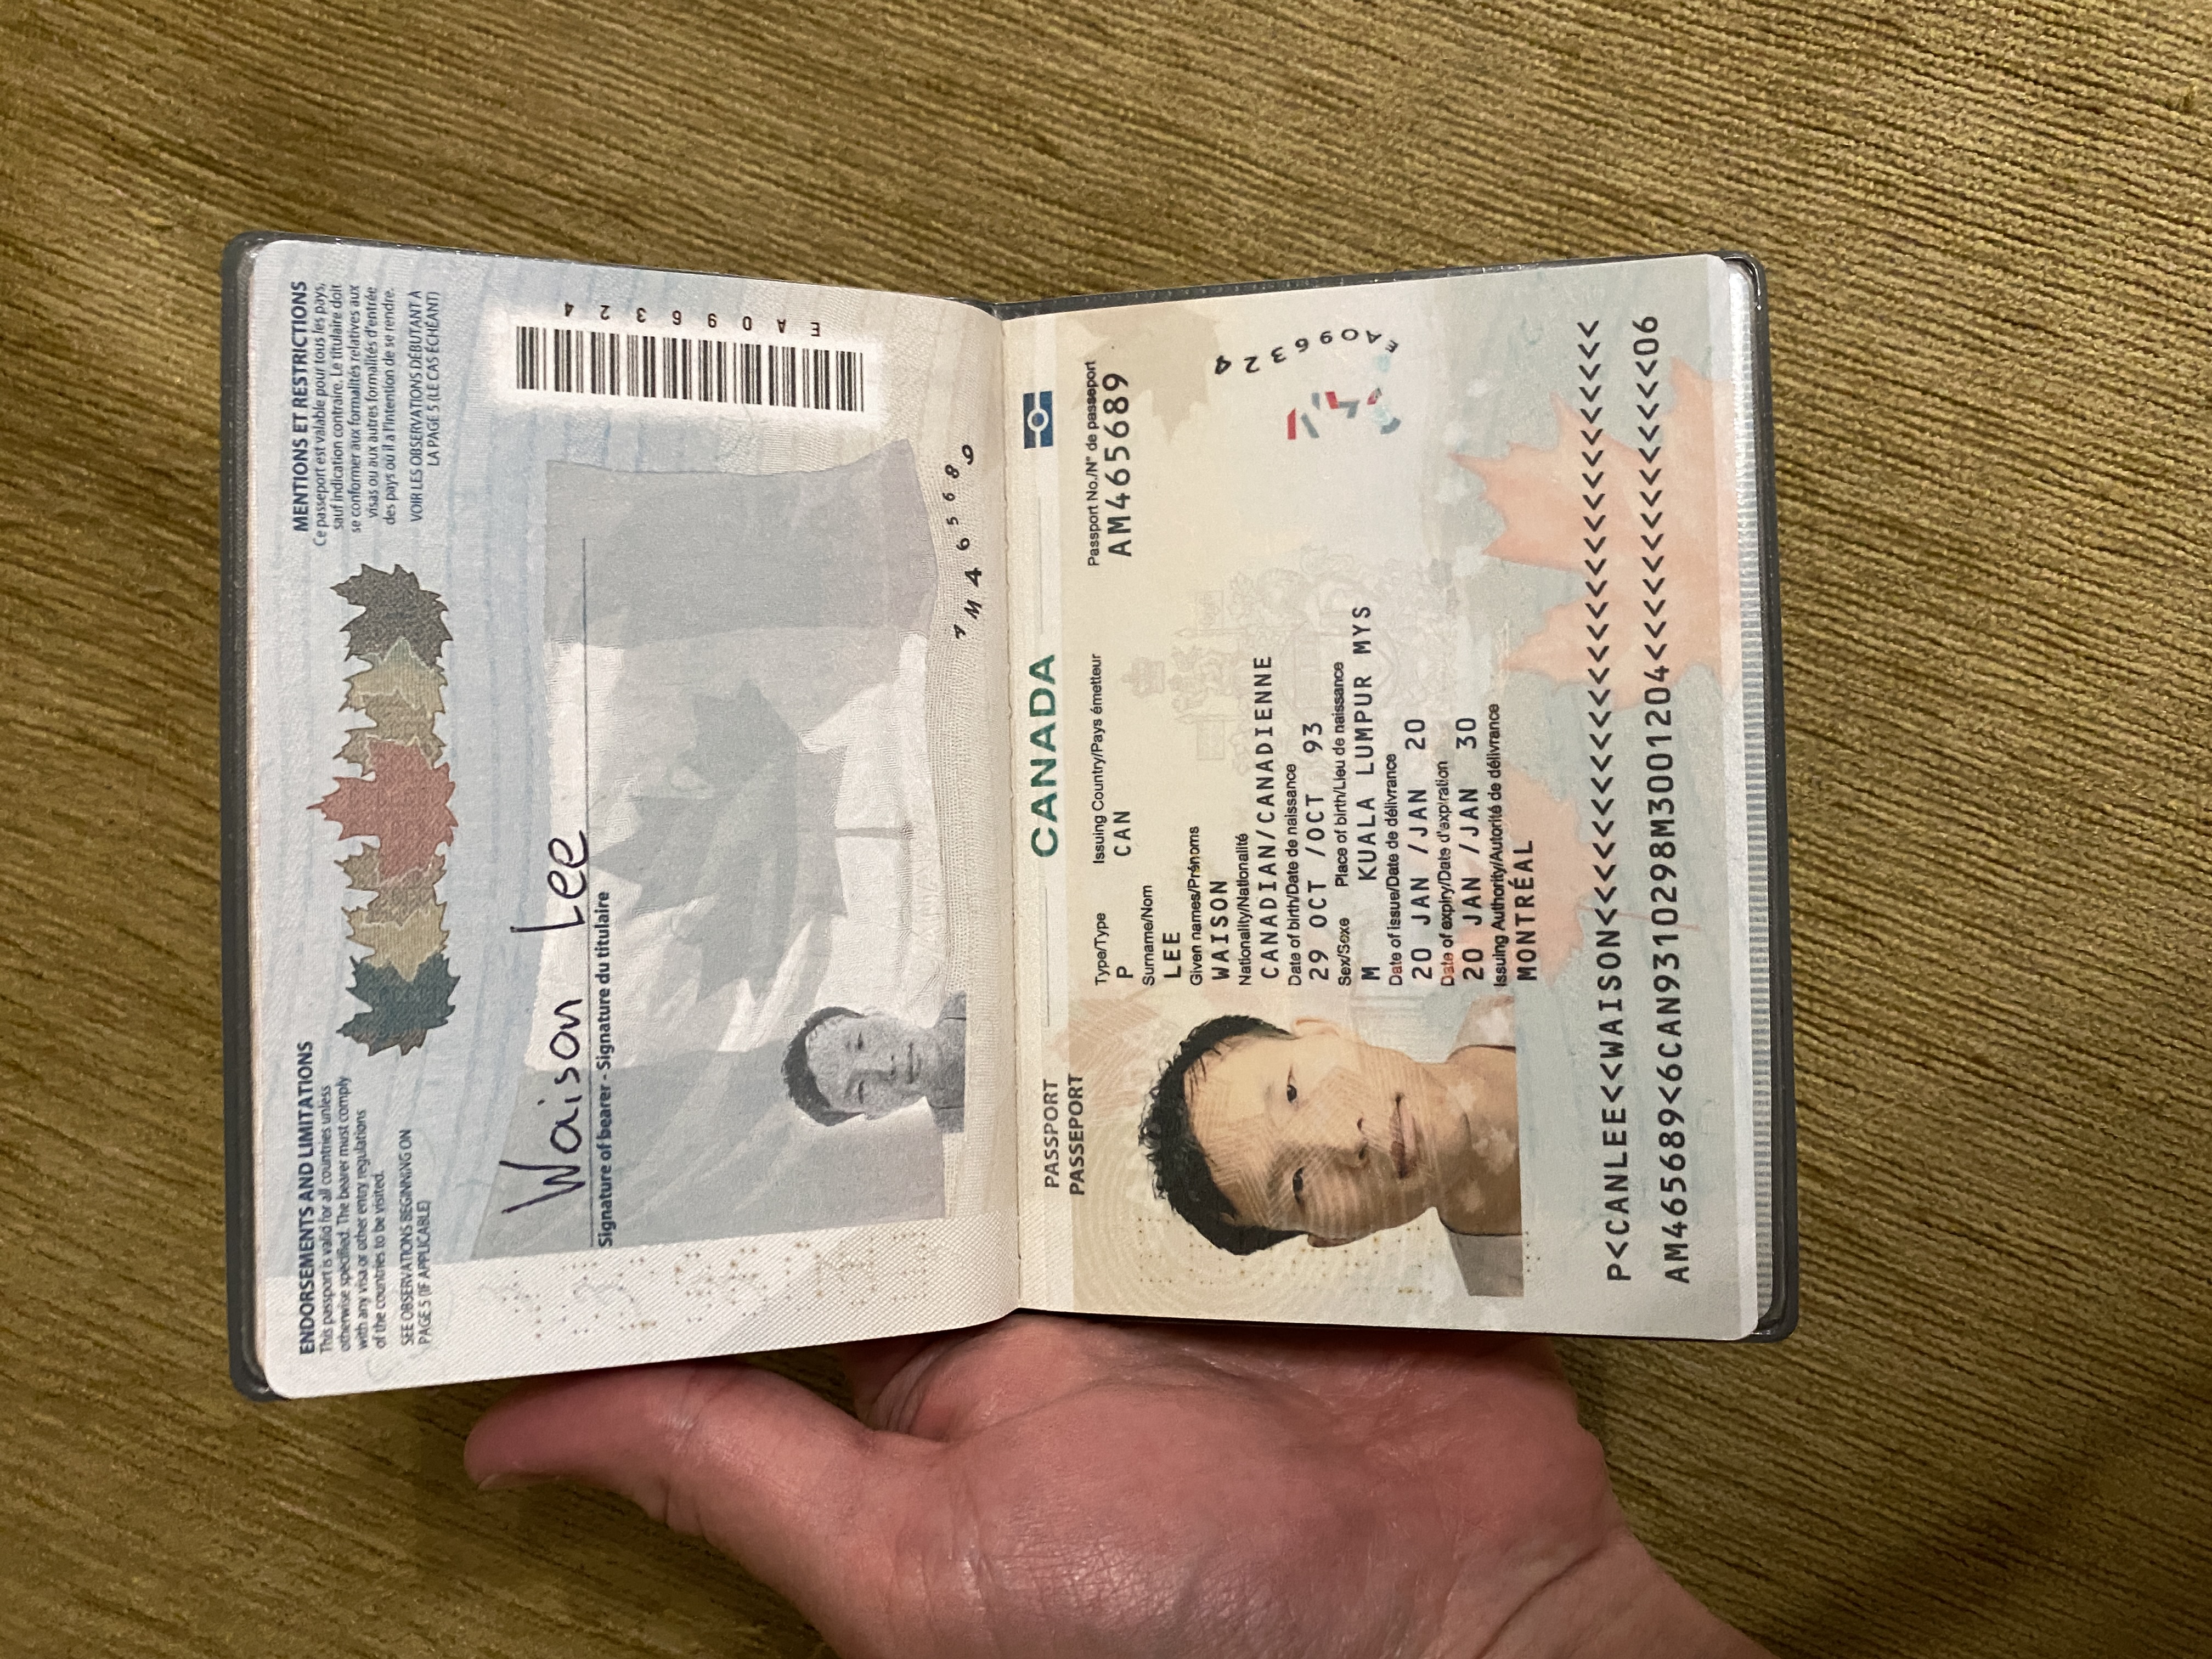 ENDORSEMENTS AND LIMITATIONS
This passport is valid for all countries unless
otherwise specified. The bearer must comply
with any visa or other entry regulations
of the countries to be visited.
SEE OBSERVATIONS BEGINNING ON
PAGE 5 (IF APPLICABLE)
MENTIONS ET RESTRICTIONS
Ce passeport est valable pour tous les pays,
sauf indication contraire. Le titulaire doit
se conformer aux formalités relatives aux
visas ou aux autres formalités d'entrée
des pays où il a l'intention de se rendre.
VOIR LES OBSERVATIONS DÉBUTANT À
LA PAGE 5 (LE CAS ÉCHÉANT)
Waison Lee
Signature of bearer - Signature du titulaire
EA096324
AM465689
PASSPORT
PASSEPORT
CANADA
Type/Type Issuing Country/Pays émetteur Passport No./N° de passeport
P CAN AM465689
Surname/Nom
LEE
Given names/Prénoms
WAISON
Nationality/Nationalité
CANADIAN/CANADIENNE
Date of birth/Date de naissance
29 OCT /OCT 93
Sex/Sexe Place of birth/Lieu de naissance
M KUALA LUMPUR MYS
Date of issue/Date de délivrance
20 JAN /JAN 20
Date of expiry/Date d'expiration
20 JAN /JAN 30
Issuing Authority/Autorité de délivrance
MONTRÉAL
EA096324
P<CANLEE<<WAISON<<<<<<<<<<<<<<<<<<<<<<<<<<<<
AM465689<6CAN9310298M3001204<<<<<<<<<<<<<<06